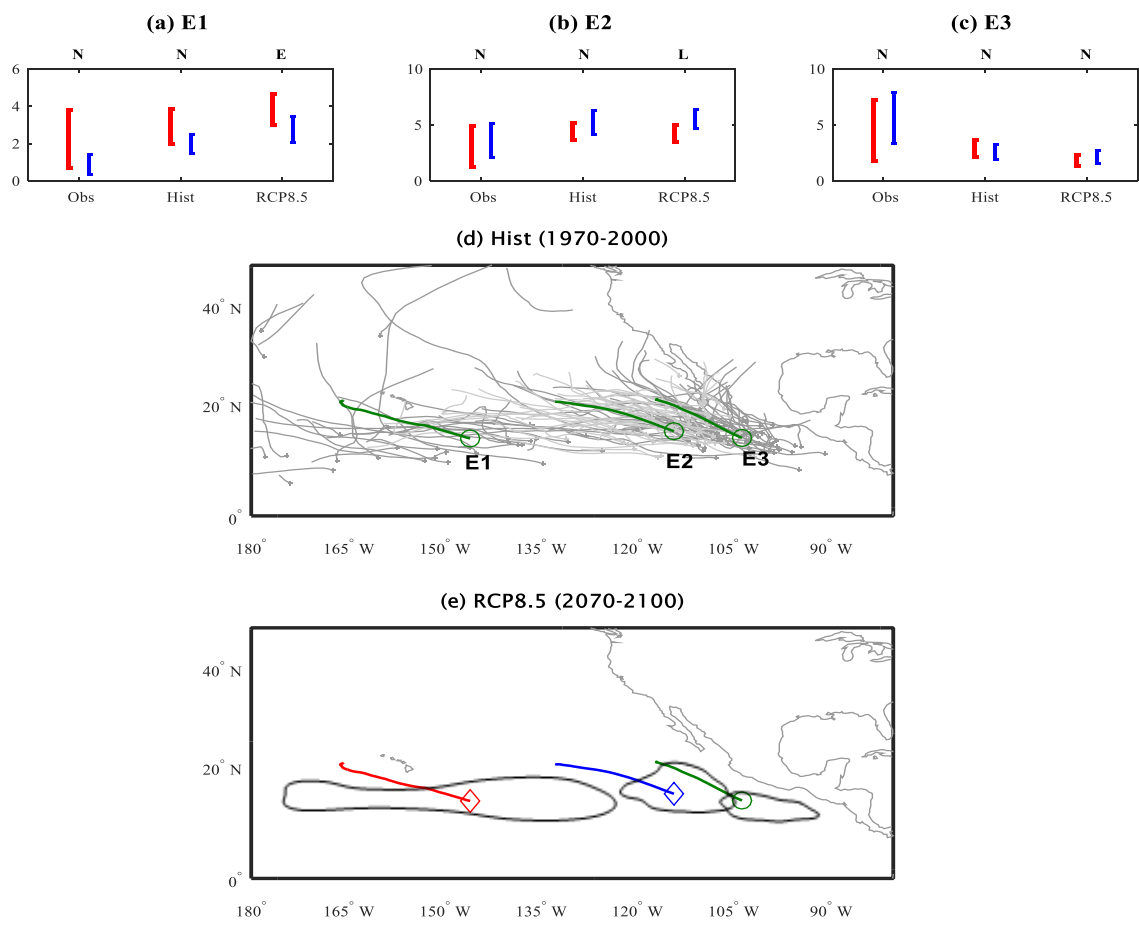 (a) E1 (b) E2 (c) E3
N N E N N L N N N
6 10 10
4
5 5
2
0 0 0
Obs Hist RCP8.5 Obs Hist RCP8.5 Obs Hist RCP8.5
(d) Hist (1970-2000)
40° N
20° N
E1 E2 E3
0°
180° 165° W 150° W 135° W 120° W 105° W 90° W
(e) RCP8.5 (2070-2100)
40° N
20° N
0°
180° 165° W 150° W 135° W 120° W 105° W 90° W